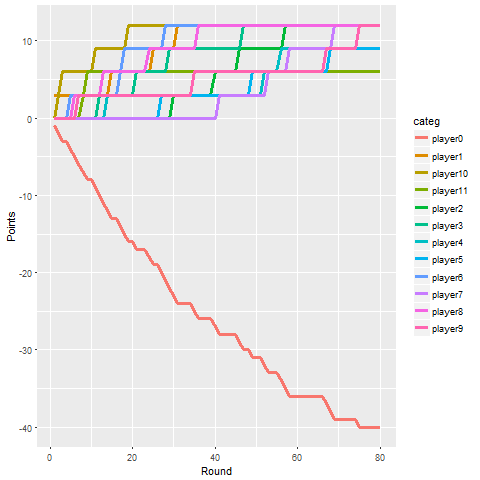 10
0
-10
-20
-30
-40
Points
0
20
40
60
80
Round
categ
player0
player1
player10
player11
player2
player3
player4
player5
player6
player7
player8
player9